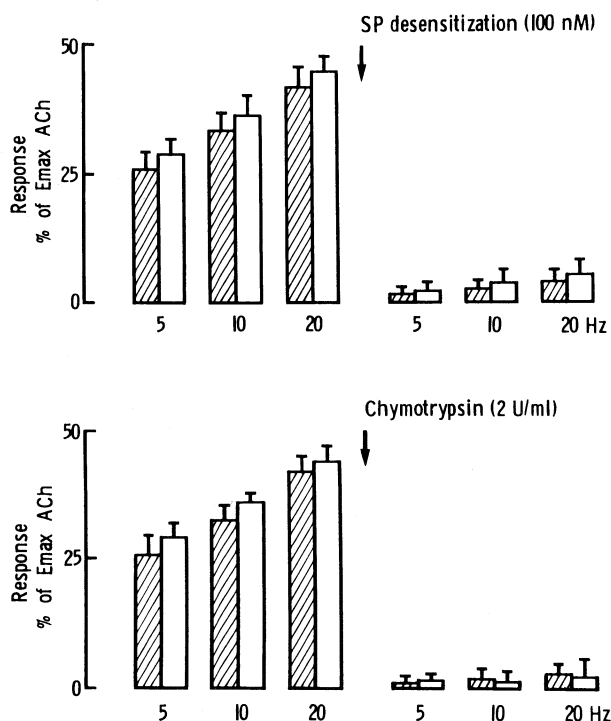 SP desensitization (100 nM)
50
25
0
Response
% of Emax ACh
5 10 20 5 10 20 Hz
Chymotrypsin (2 U/ml)
50
25
0
Response
% of Emax ACh
5 10 20 5 10 20 Hz